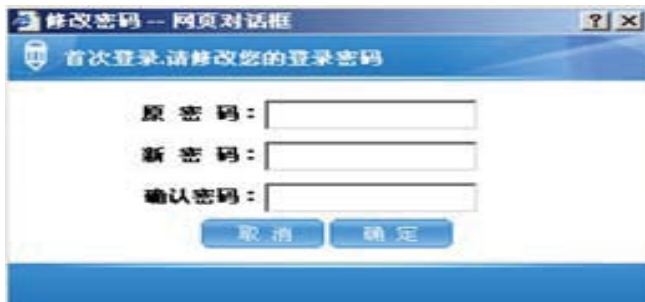 修改密码 -- 网页对话框
首次登录,请修改您的登录密码
原 密 码：
新 密 码：
确认密码：
取 消 确 定